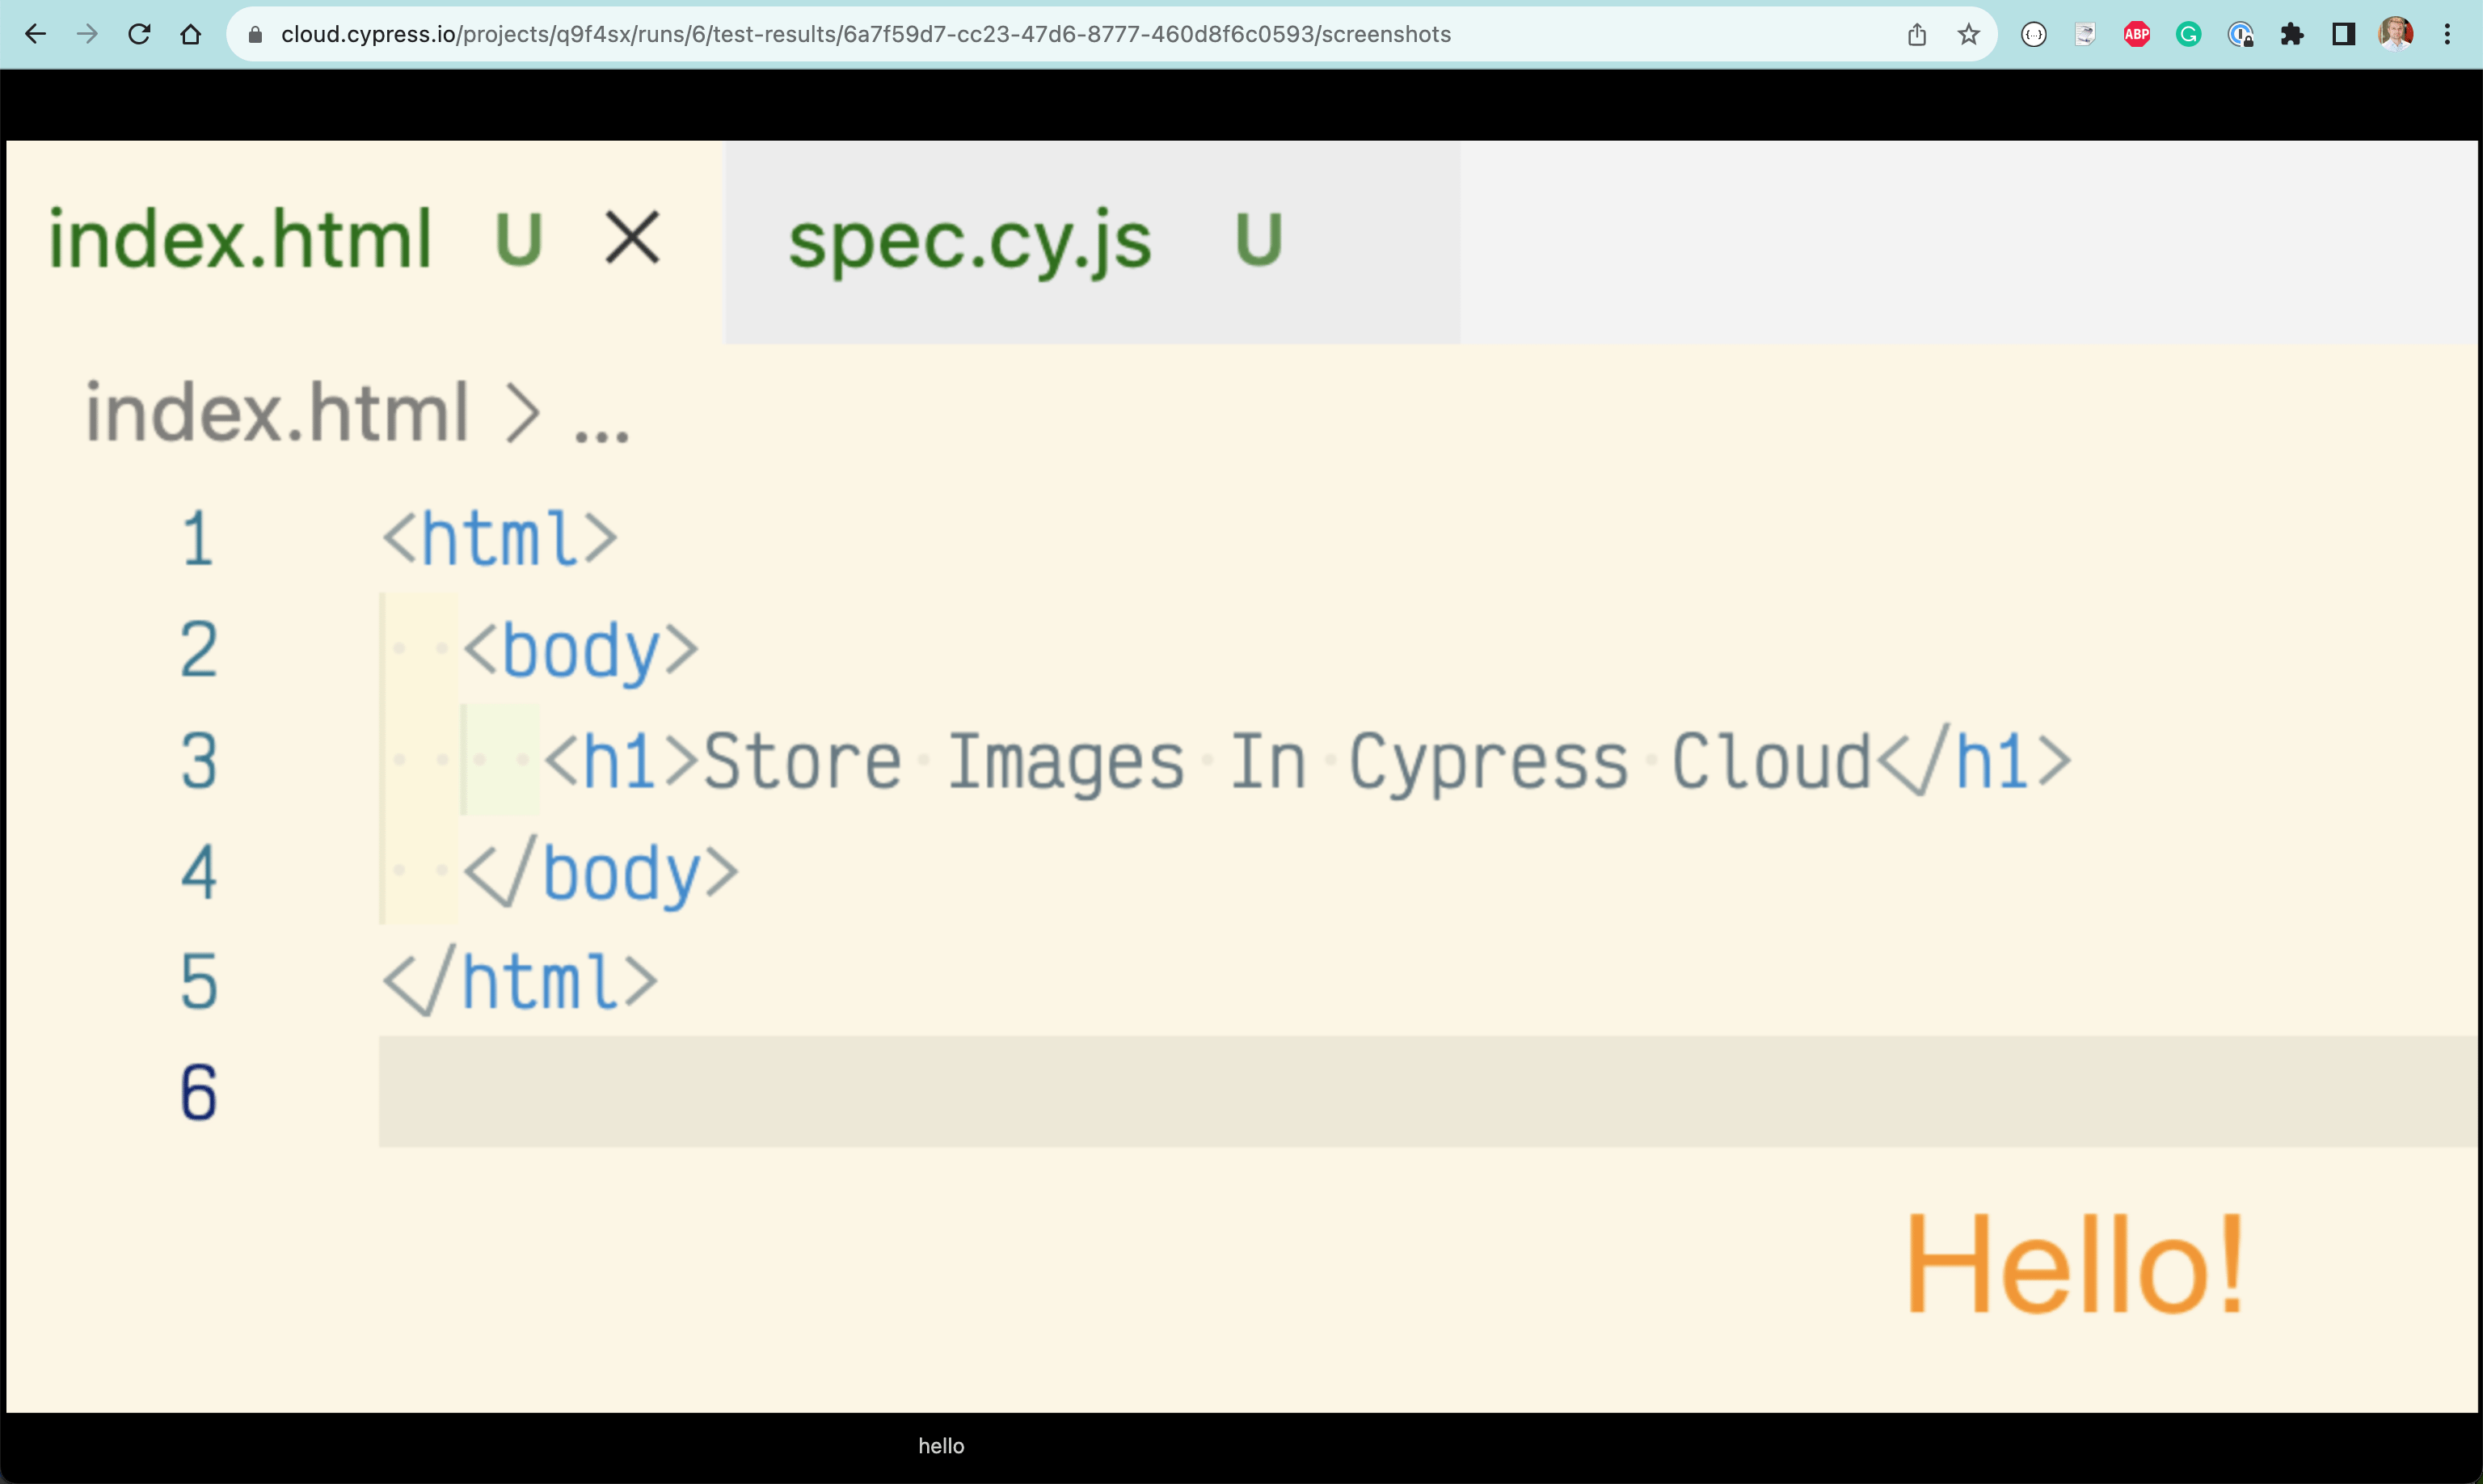 cloud.cypress.io/projects/q9f4sx/runs/6/test-results/6a7f59d7-cc23-47d6-8777-460d8f6c0593/screenshots
ABP
index.html U spec.cy.js U
index.html > ...
1 <html>
2 <body>
3 <h1>Store Images In Cypress Cloud</h1>
4 </body>
5 </html>
6
Hello!
hello